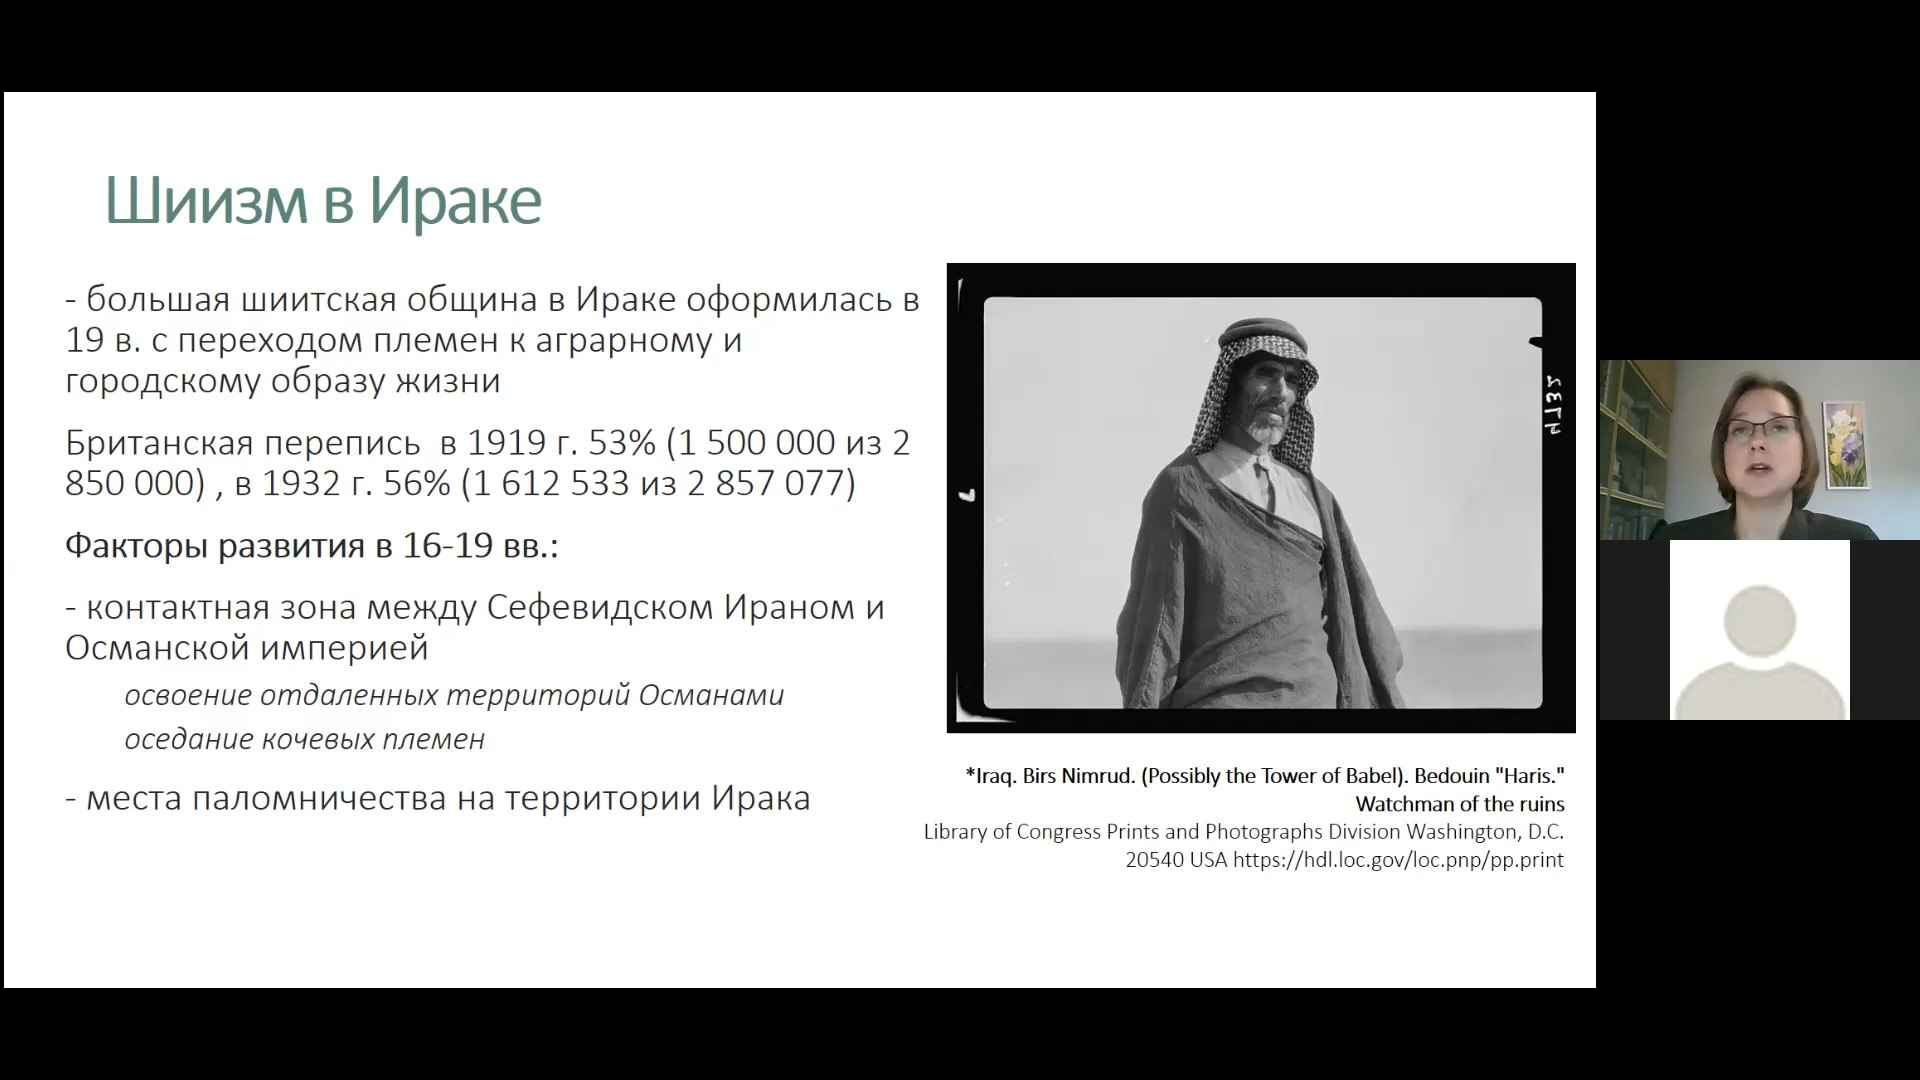 Шиизм в Ираке
- большая шиитская община в Ираке оформилась в
19 в. с переходом племен к аграрному и
городскому образу жизни
Британская перепись  в 1919 г. 53% (1 500 000 из 2
850 000) , в 1932 г. 56% (1 612 533 из 2 857 077)
Факторы развития в 16-19 вв.:
- контактная зона между Сефевидском Ираном и
Османской империей
освоение отдаленных территорий Османами
оседание кочевых племен
- места паломничества на территории Ирака
4732
*Iraq. Birs Nimrud. (Possibly the Tower of Babel). Bedouin "Haris."
Watchman of the ruins
Library of Congress Prints and Photographs Division Washington, D.C.
20540 USA https://hdl.loc.gov/loc.pnp/pp.print